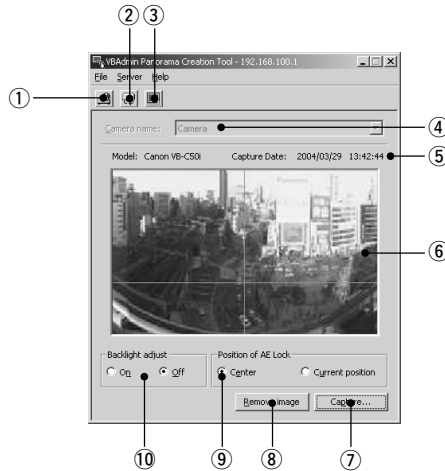 ② ③
VBAdmin Panorama Creation Tool - 192.168.100.1
File Server Help
①
Camera name: Camera ④
Model: Canon VB-C50i Capture Date: 2004/03/29 13:42:44 ⑤
⑥
Backlight adjust Position of AE Lock
On Off Center Current position
Remove image Capture...
⑩ ⑨ ⑧ ⑦